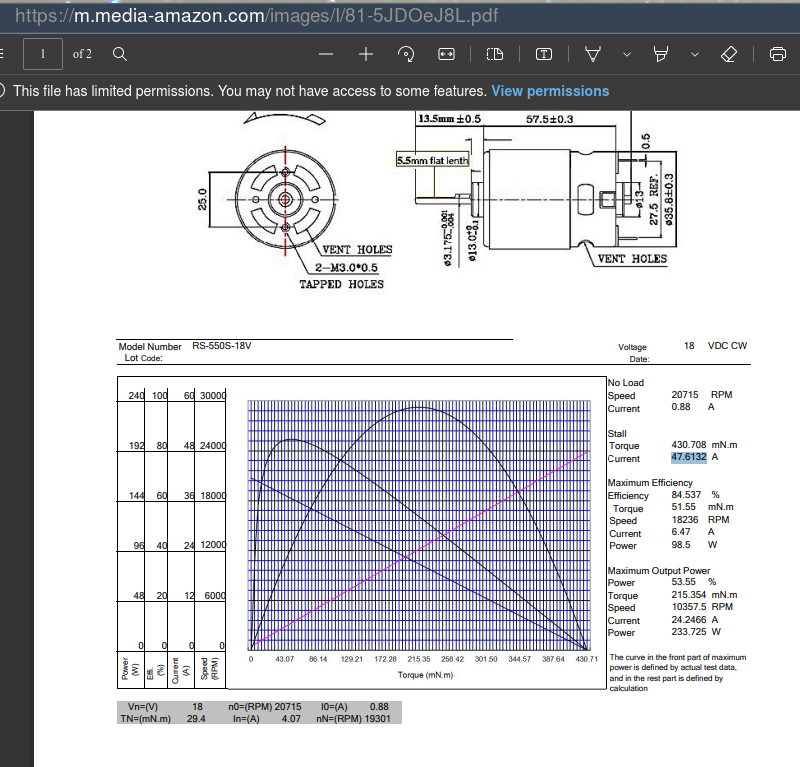 https://m.media-amazon.com/images/I/81-5JDOeJ8L.pdf
1 of 2
This file has limited permissions. You may not have access to some features. View permissions
13.5mm ±0.5
57.5±0.3
0.5
5.5mm flat lenth
25.0
ø13
27.5 REF.
ø35.8±0.3
ø3.175-.001 -.004
ø13.0+0 -0.1
VENT HOLES
2-M3.0*0.5
TAPPED HOLES
VENT HOLES
Model Number RS-550S-18V
Lot Code:
Voltage 18 VDC CW
Date:
240 100 60 30000
192 80 48 24000
144 60 36 18000
96 40 24 12000
48 20 12 6000
0 0 0 0
Power (W)
Effi. (%)
Current (A)
Speed (RPM)
0 43.07 86.14 129.21 172.28 215.35 258.42 301.50 344.57 387.64 430.71
Torque (mN.m)
No Load
Speed 20715 RPM
Current 0.88 A
Stall
Torque 430.708 mN.m
Current 47.6132 A
Maximum Efficiency
Efficiency 84.537 %
Torque 51.55 mN.m
Speed 18236 RPM
Current 6.47 A
Power 98.5 W
Maximum Output Power
Power 53.55 %
Torque 215.354 mN.m
Speed 10357.5 RPM
Current 24.2466 A
Power 233.725 W
The curve in the front part of maximum
power is defined by actual test data,
and in the rest part is defined by
calculation
Vn=(V) 18 n0=(RPM) 20715 I0=(A) 0.88
TN=(mN.m) 29.4 In=(A) 4.07 nN=(RPM) 19301